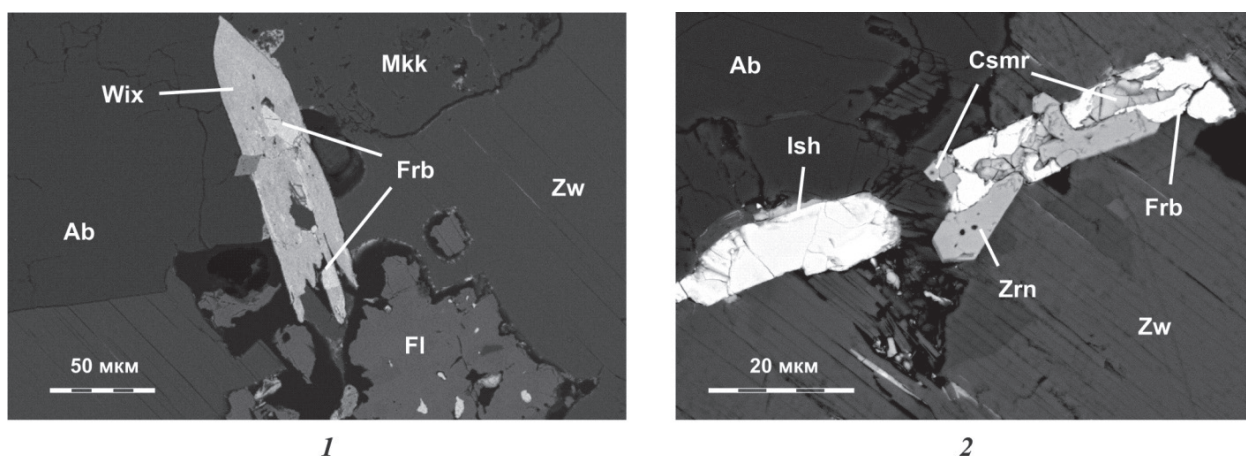 Wix
Mkk
Frb
Zw
Ab
Fl
50 мкм
1
Ab
Csmr
Ish
Frb
Zrn
Zw
20 мкм
2